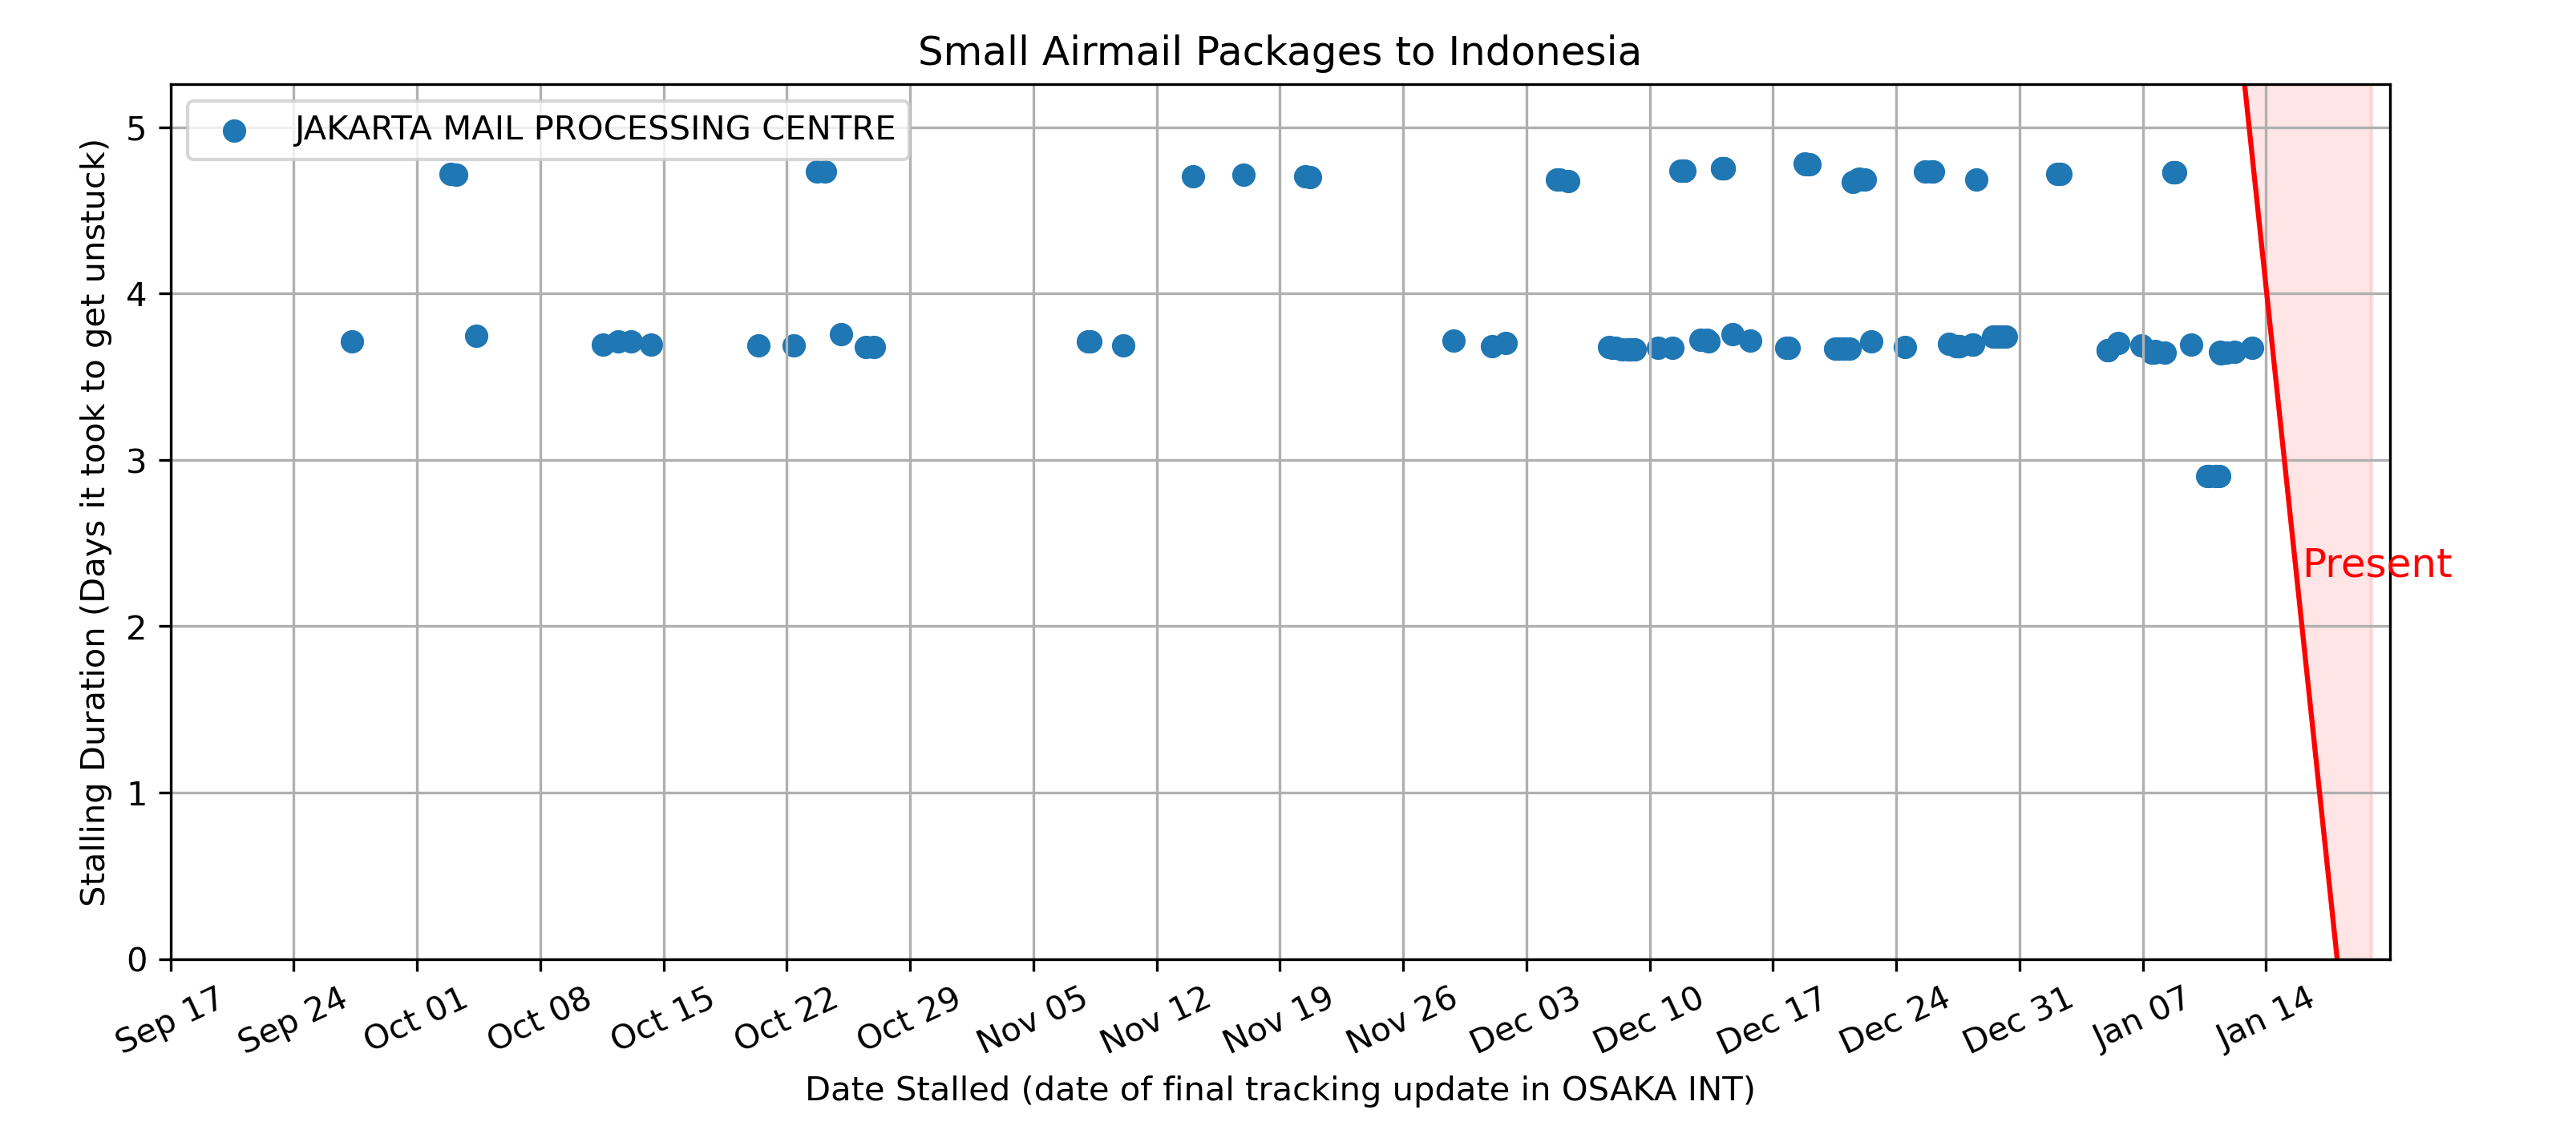 Small Airmail Packages to Indonesia
JAKARTA MAIL PROCESSING CENTRE
Stalling Duration (Days it took to get unstuck)
5
4
3
2
1
0
Present
Sep 17
Sep 24
Oct 01
Oct 08
Oct 15
Oct 22
Oct 29
Nov 05
Nov 12
Nov 19
Nov 26
Dec 03
Dec 10
Dec 17
Dec 24
Dec 31
Jan 07
Jan 14
Date Stalled (date of final tracking update in OSAKA INT)